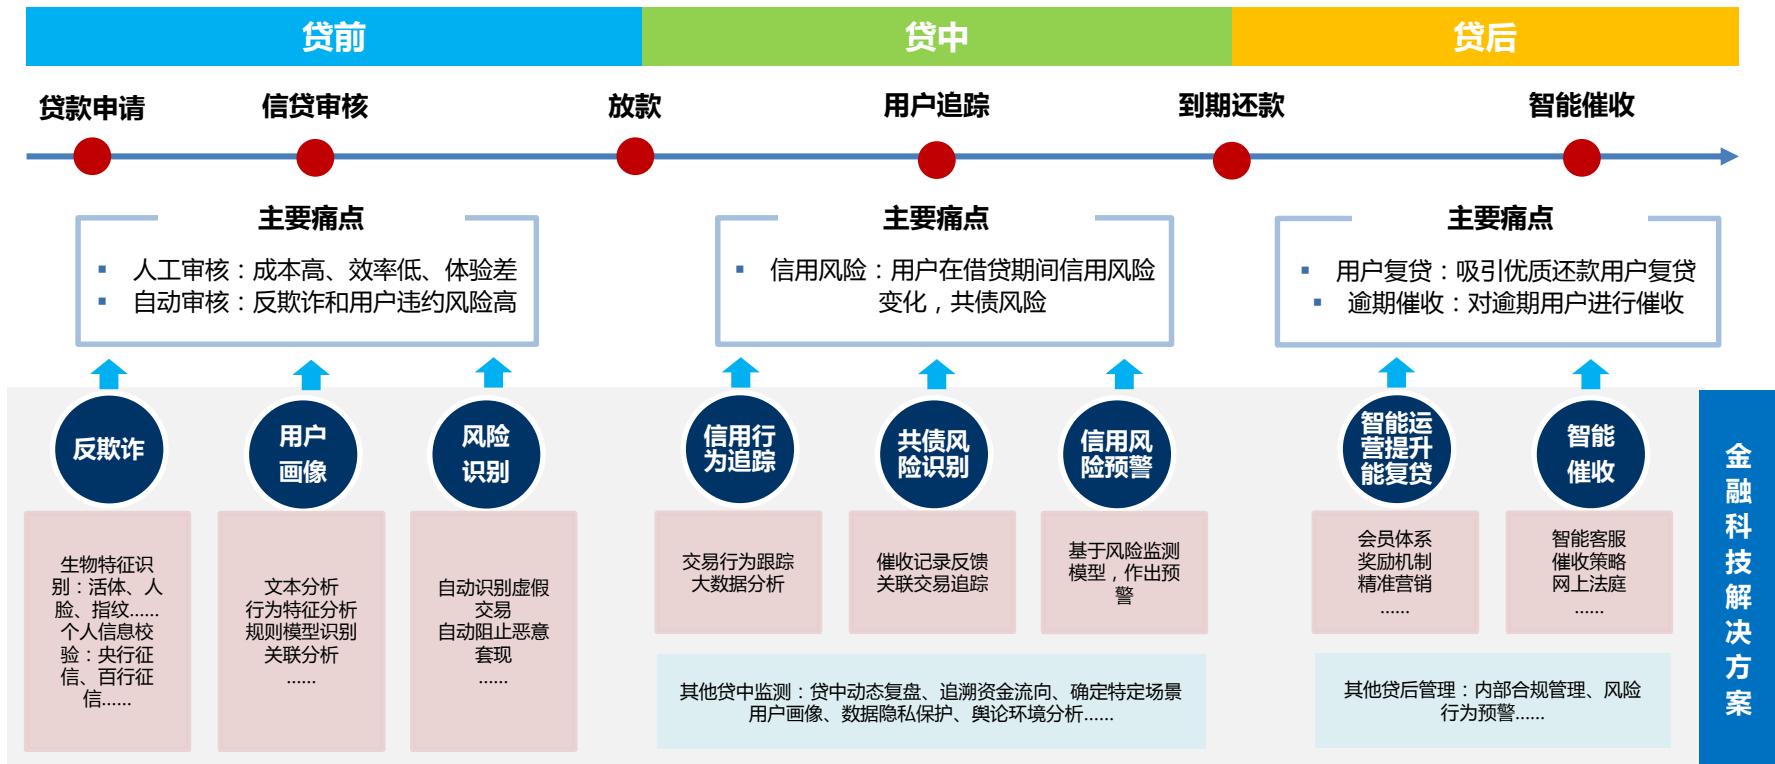 贷前
贷中
贷后
贷款申请
信贷审核
放款
用户追踪
到期还款
智能催收
主要痛点
▪ 人工审核：成本高、效率低、体验差
▪ 自动审核：反欺诈和用户违约风险高
主要痛点
▪ 信用风险：用户在借贷期间信用风险
变化，共债风险
主要痛点
▪ 用户复贷：吸引优质还款用户复贷
▪ 逾期催收：对逾期用户进行催收
反欺诈
用户
画像
风险
识别
信用行
为追踪
共债风
险识别
信用风
险预警
智能运
营提升
能复贷
智能
催收
生物特征识
别：活体、人
脸、指纹……
个人信息校
验：央行征
信、百行征
信……
文本分析
行为特征分析
规则模型识别
关联分析
……
自动识别虚假
交易
自动阻止恶意
套现
……
交易行为跟踪
大数据分析
催收记录反馈
关联交易追踪
基于风险监测
模型，作出预
警
会员体系
奖励机制
精准营销
……
智能客服
催收策略
网上法庭
……
其他贷中监测：贷中动态复盘、追溯资金流向、确定特定场景
用户画像、数据隐私保护、舆论环境分析……
其他贷后管理：内部合规管理、风险
行为预警……
金融科技解决方案